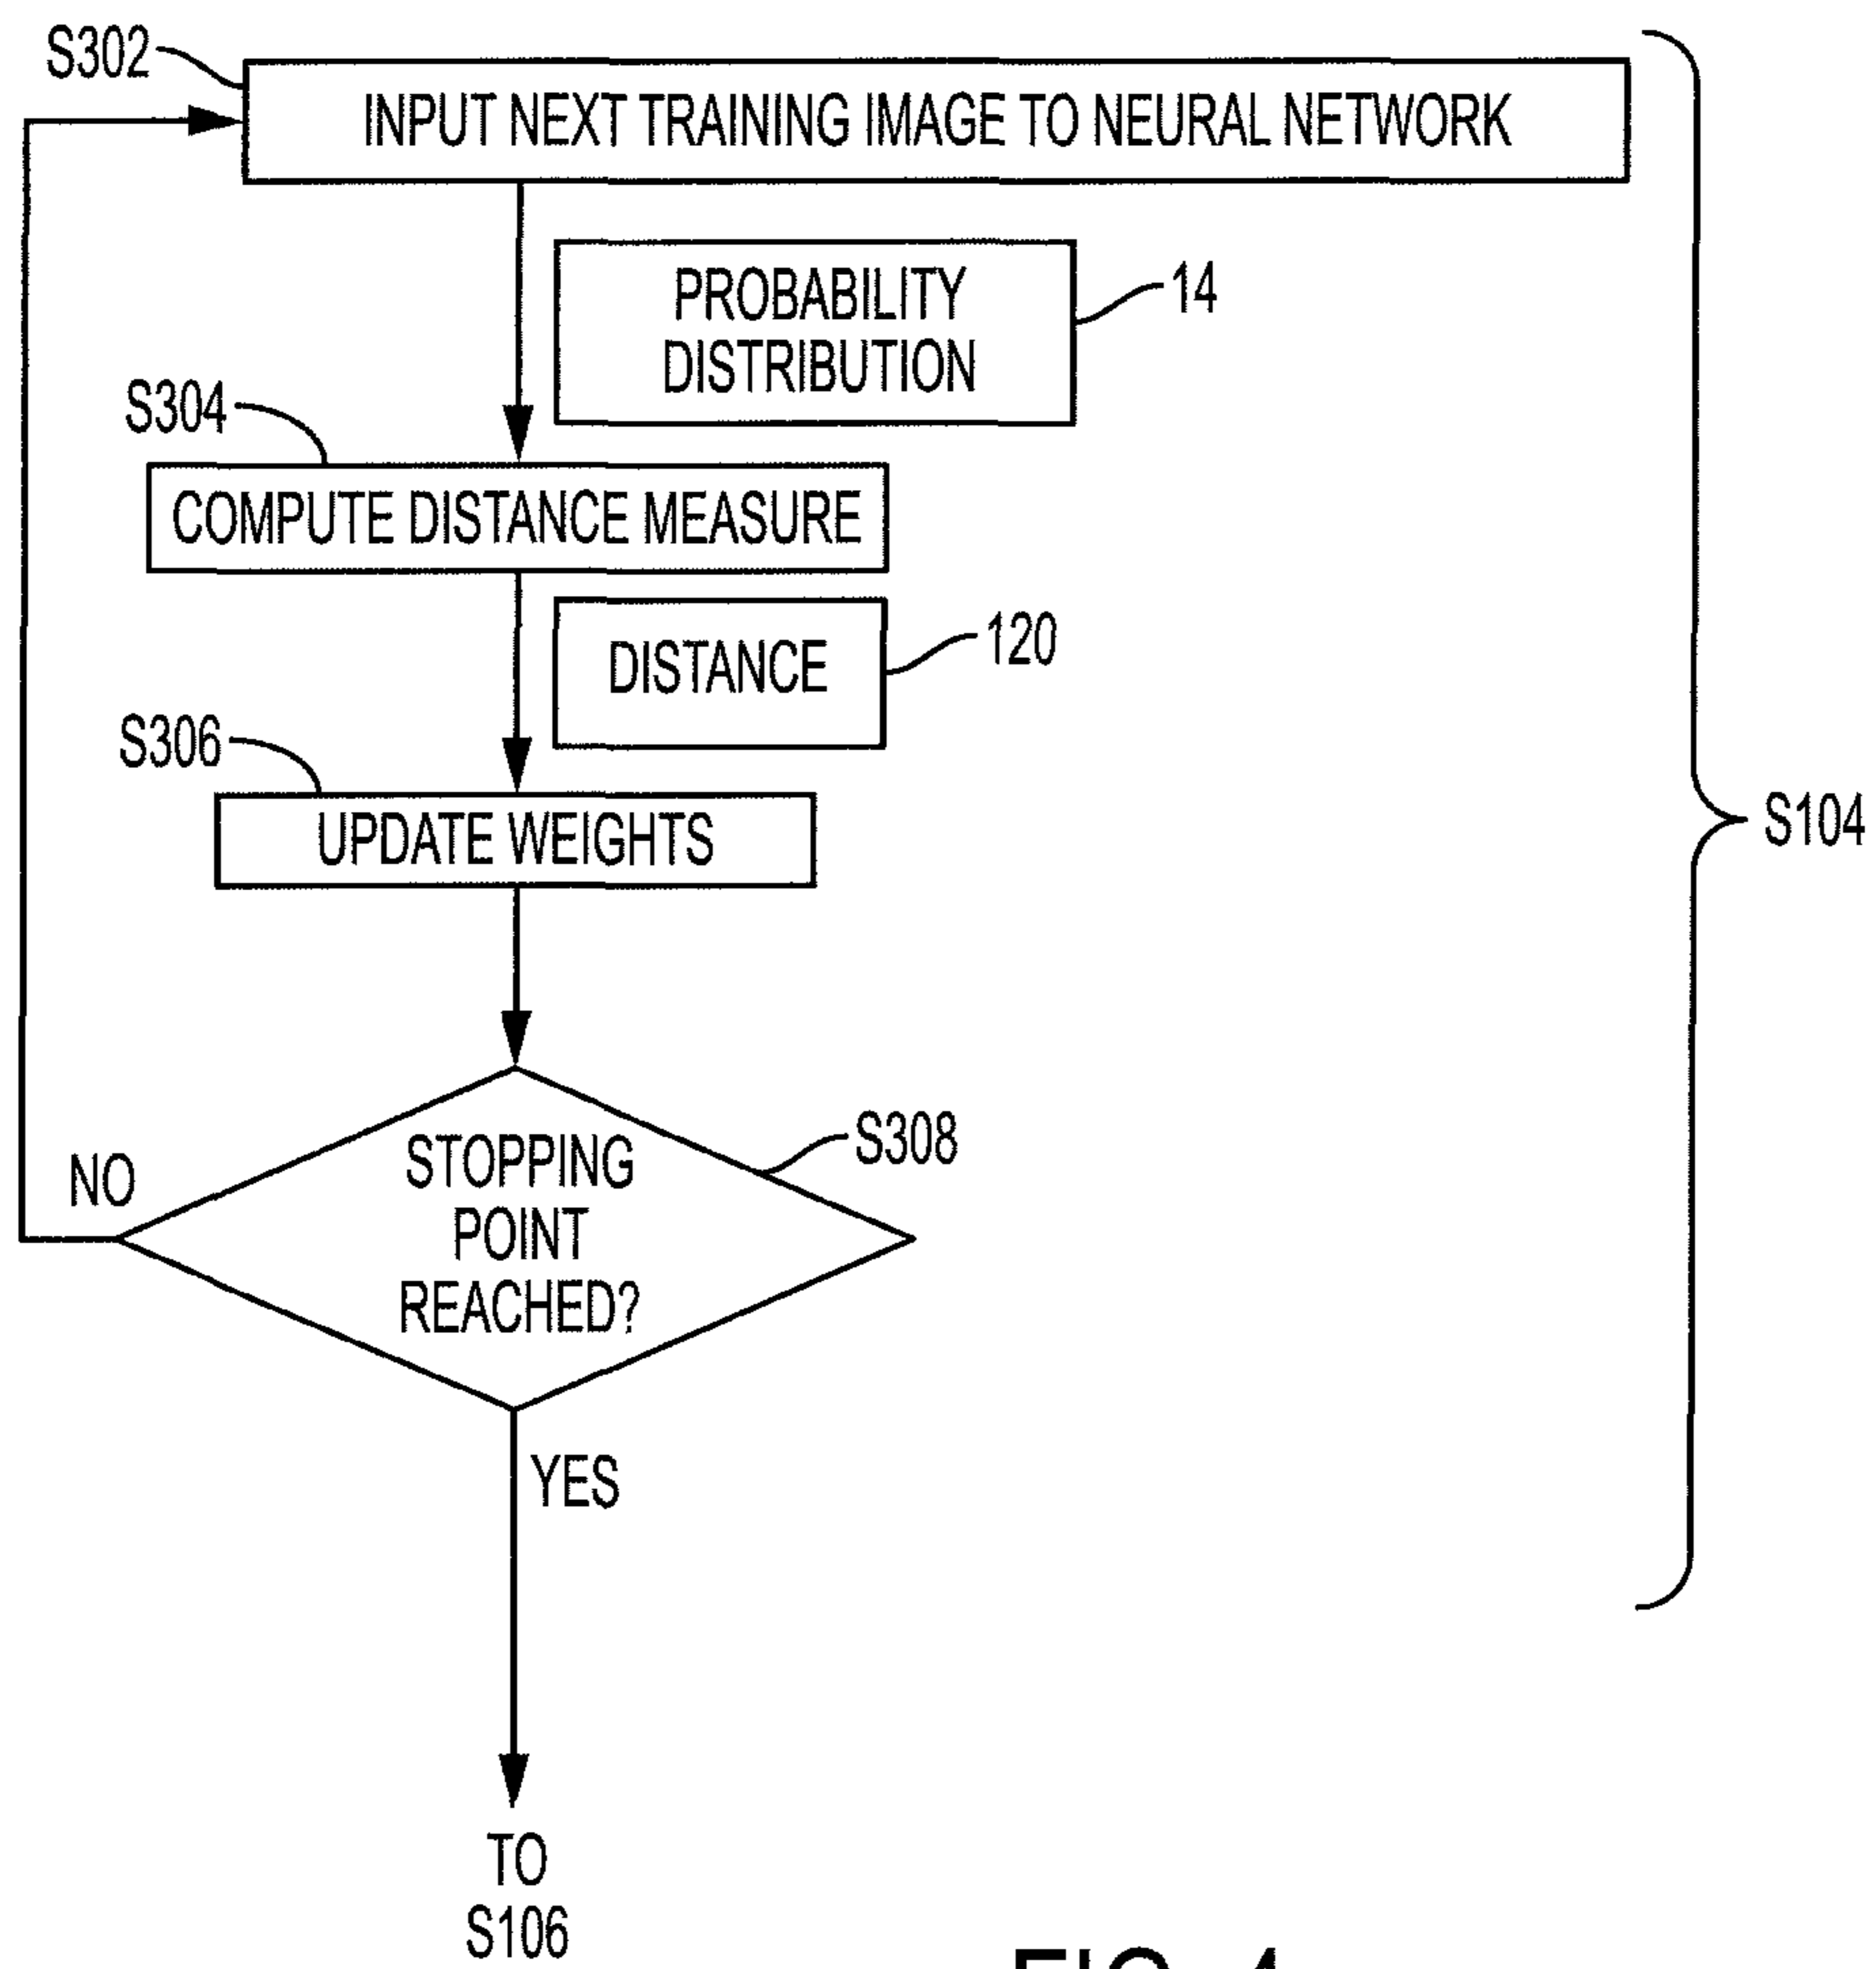 S302
INPUT NEXT TRAINING IMAGE TO NEURAL NETWORK
PROBABILITY
DISTRIBUTION
14
S304
COMPUTE DISTANCE MEASURE
DISTANCE
120
S306
UPDATE WEIGHTS
S104
STOPPING
POINT
REACHED?
S308
NO
YES
TO
S106